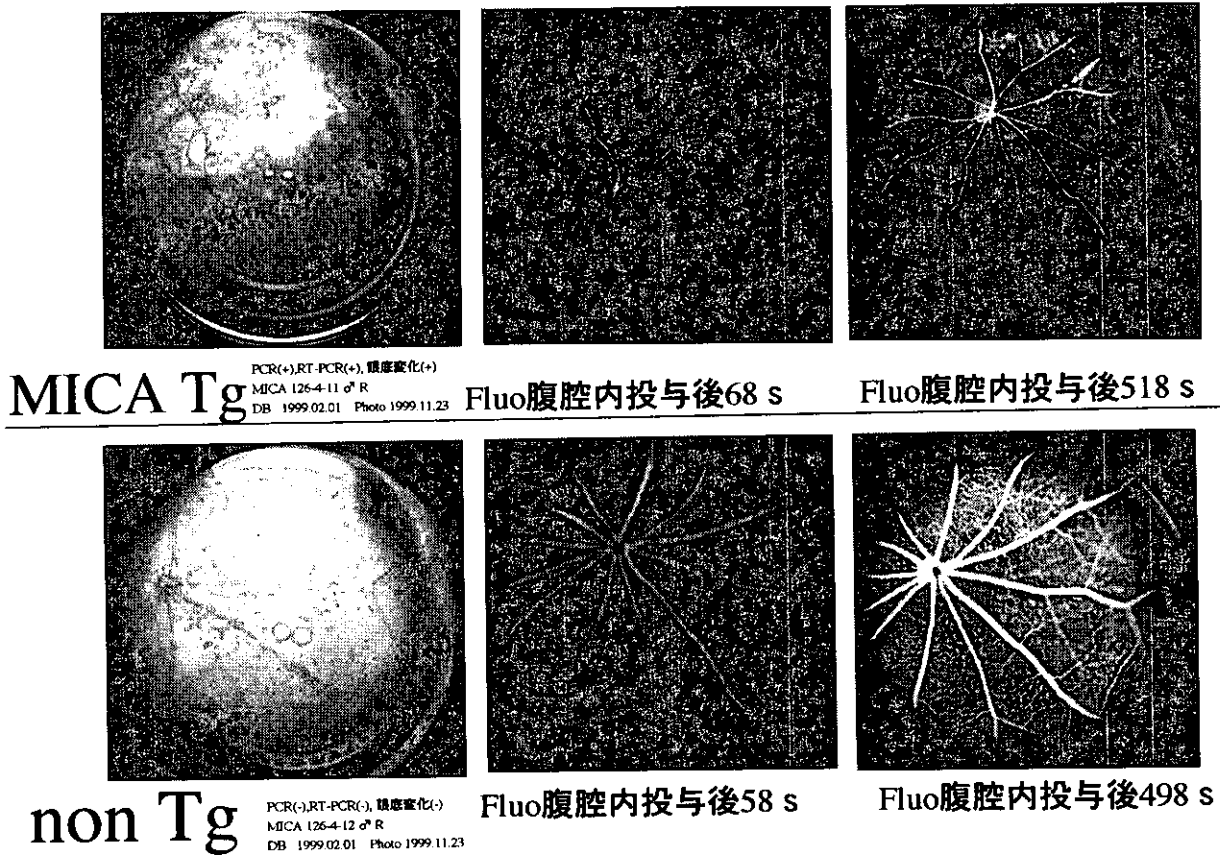 MICA Tg
PCR(+),RT-PCR(+), 眼底変化(+)
MICA 126-4-11 ♂ R
DB 1999.02.01 Photo 1999.11.23
Fluo腹腔内投与後68 s
Fluo腹腔内投与後518 s
non Tg
PCR(-),RT-PCR(-), 眼底変化(-)
MICA 126-4-12 ♂ R
DB 1999.02.01 Photo 1999.11.23
Fluo腹腔内投与後58 s
Fluo腹腔内投与後498 s